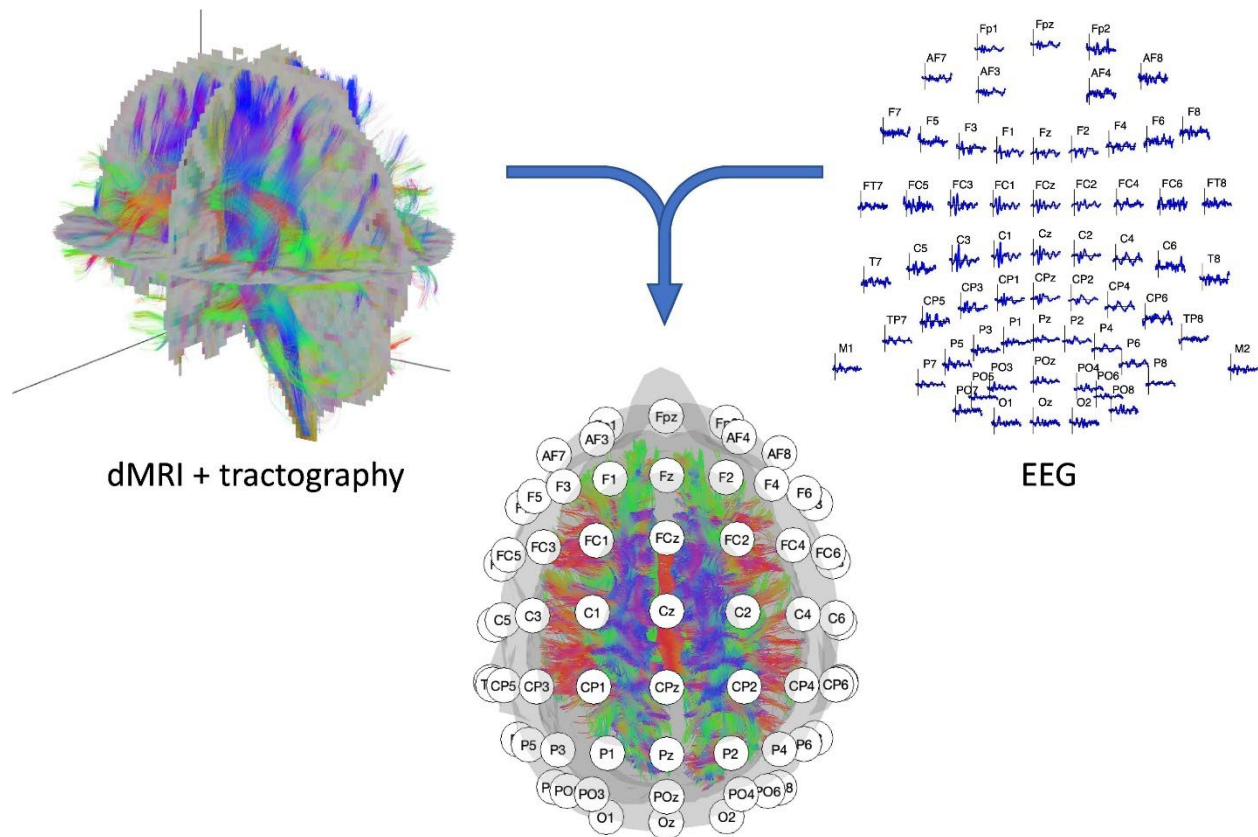 Fp1 Fpz Fp2
AF7 AF3 AF4 AF8
F7 F5 F3 F1 Fz F2 F4 F6 F8
FT7 FC5 FC3 FC1 FCz FC2 FC4 FC6 FT8
T7 C5 C3 C1 Cz C2 C4 C6 T8
TP7 CP5 CP3 CP1 CPz CP2 CP4 CP6 TP8
M1 P7 P5 P3 P1 Pz P2 P4 P6 P8 M2
PO7 PO5 PO3 POz PO4 PO6 PO8
O1 Oz O2
dMRI + tractography
EEG
Fpz
AF7 AF3 AF4 AF8
F5 F3 F1 Fz F2 F4 F6
FC5 FC3 FC1 FCz FC2 FC4 FC6
C5 C3 C1 Cz C2 C4 C6
CP5 CP3 CP1 CPz CP2 CP4 CP6
P5 P3 P1 Pz P2 P4 P6
PO3 POz PO4 PO6
O1 Oz O2